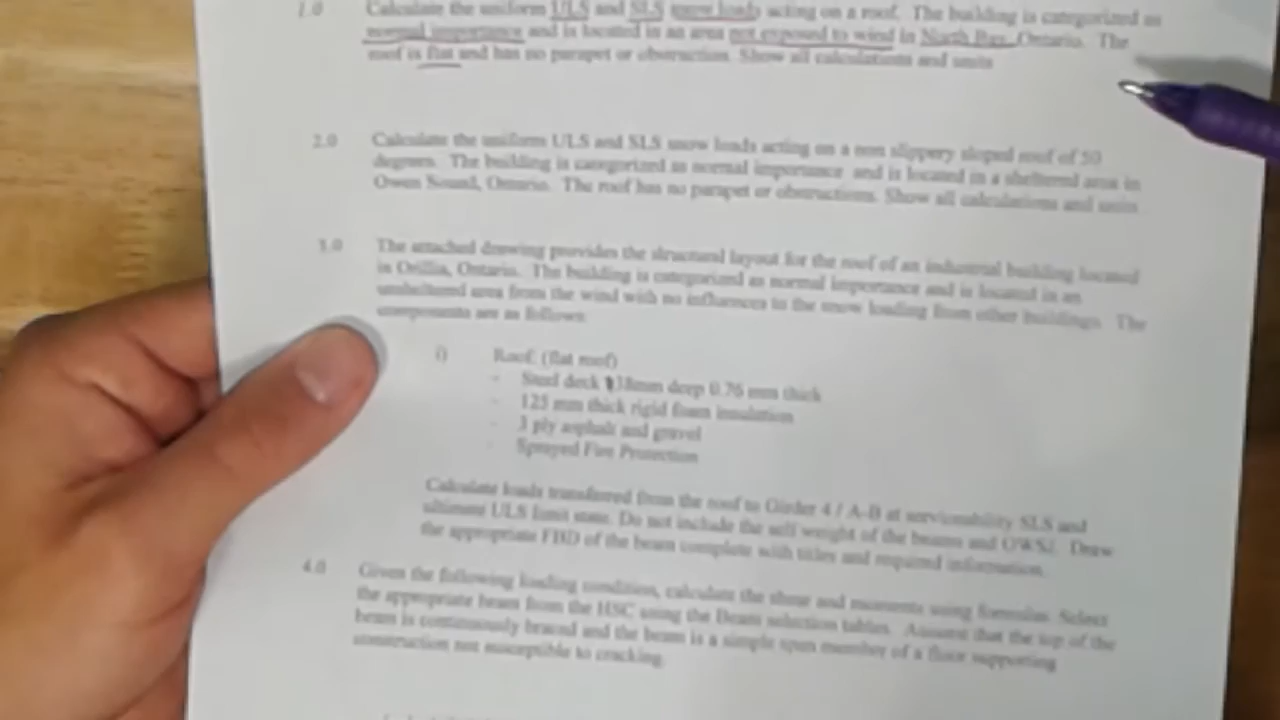 1.0 Calculate the uniform ULS and SLS snow loads acting on a roof. The building is categorized as
normal importance and is located in an area not exposed to wind in North Bay, Ontario. The
roof is flat and has no parapet or obstruction. Show all calculations and units
2.0 Calculate the uniform ULS and SLS snow loads acting on a non slippery sloped roof of 50
degrees. The building is categorized as normal importance and is located in a sheltered area in
Owen Sound, Ontario. The roof has no parapet or obstructions. Show all calculations and units
3.0 The attached drawing provides the structural layout for the roof of an industrial building located
in Orillia, Ontario. The building is categorized as normal importance and is located in an
unsheltered area from the wind with no influences to the snow loading from other buildings. The
components are as follows:
i) Roof: (flat roof)
- Steel deck 38mm deep 0.76 mm thick
- 125 mm thick rigid foam insulation
- 3 ply asphalt and gravel
- Sprayed Fire Protection
Calculate loads transferred from the roof to Girder 4 / A-B at serviceability SLS and
ultimate ULS limit state. Do not include the self weight of the beams and OWSJ. Draw
the appropriate FBD of the beam complete with titles and required information.
4.0 Given the following loading condition, calculate the shear and moments using formulas. Select
the appropriate beam from the HSC using the Beam selection tables. Assume that the top of the
beam is continuously braced and the beam is a simple span member of a floor supporting
construction not susceptible to cracking.